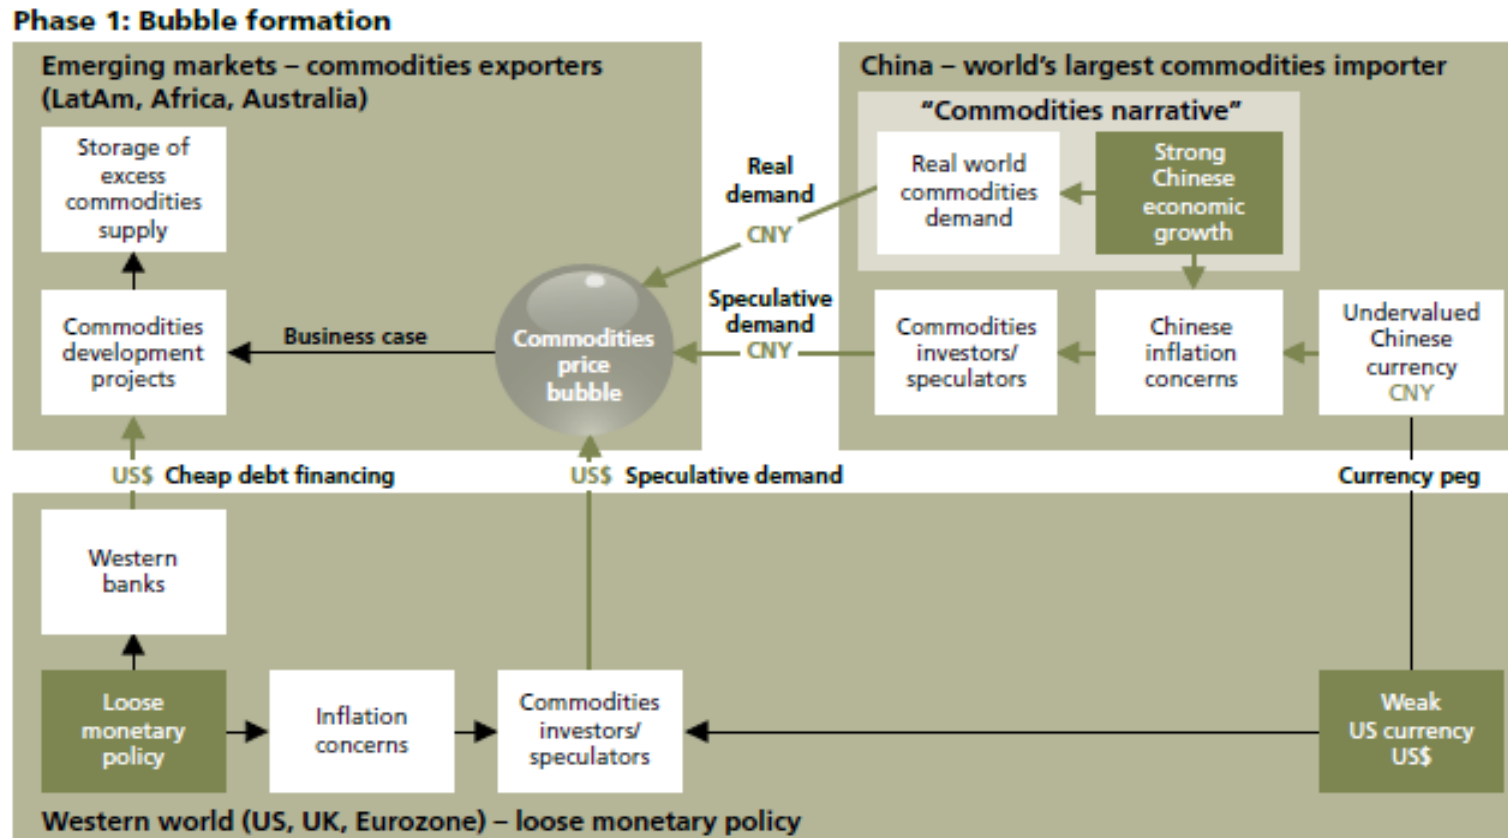 Phase 1: Bubble formation
Emerging markets – commodities exporters
(LatAm, Africa, Australia)
Storage of
excess
commodities
supply
Commodities
development
projects
Business case
Commodities
price
bubble
Real
demand
CNY
Speculative
demand
CNY
China – world's largest commodities importer
"Commodities narrative"
Real world
commodities
demand
Strong
Chinese
economic
growth
Commodities
investors/
speculators
Chinese
inflation
concerns
Undervalued
Chinese
currency
CNY
US$ Cheap debt financing
US$ Speculative demand
Currency peg
Western
banks
Loose
monetary
policy
Inflation
concerns
Commodities
investors/
speculators
Weak
US currency
US$
Western world (US, UK, Eurozone) – loose monetary policy